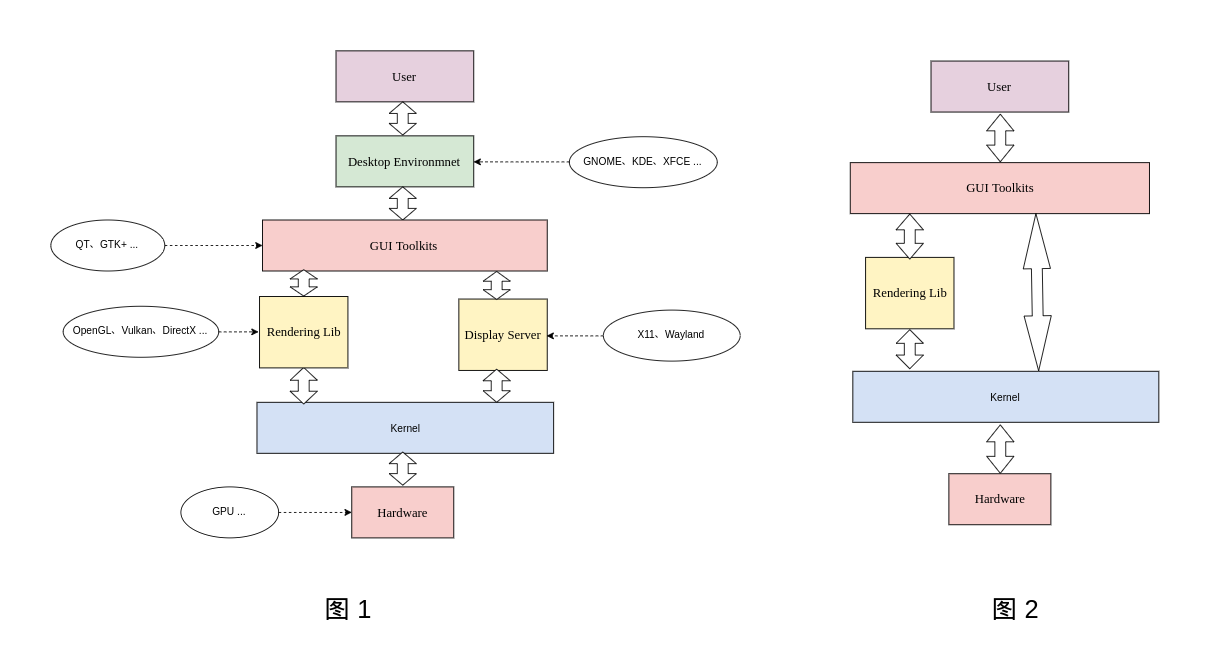 User
Desktop Environmnet
GNOME、KDE、XFCE ...
QT、GTK+ ...
GUI Toolkits
OpenGL、Vulkan、DirectX ...
Rendering Lib
Display Server
X11、Wayland
Kernel
GPU ...
Hardware
图 1
User
GUI Toolkits
Rendering Lib
Kernel
Hardware
图 2